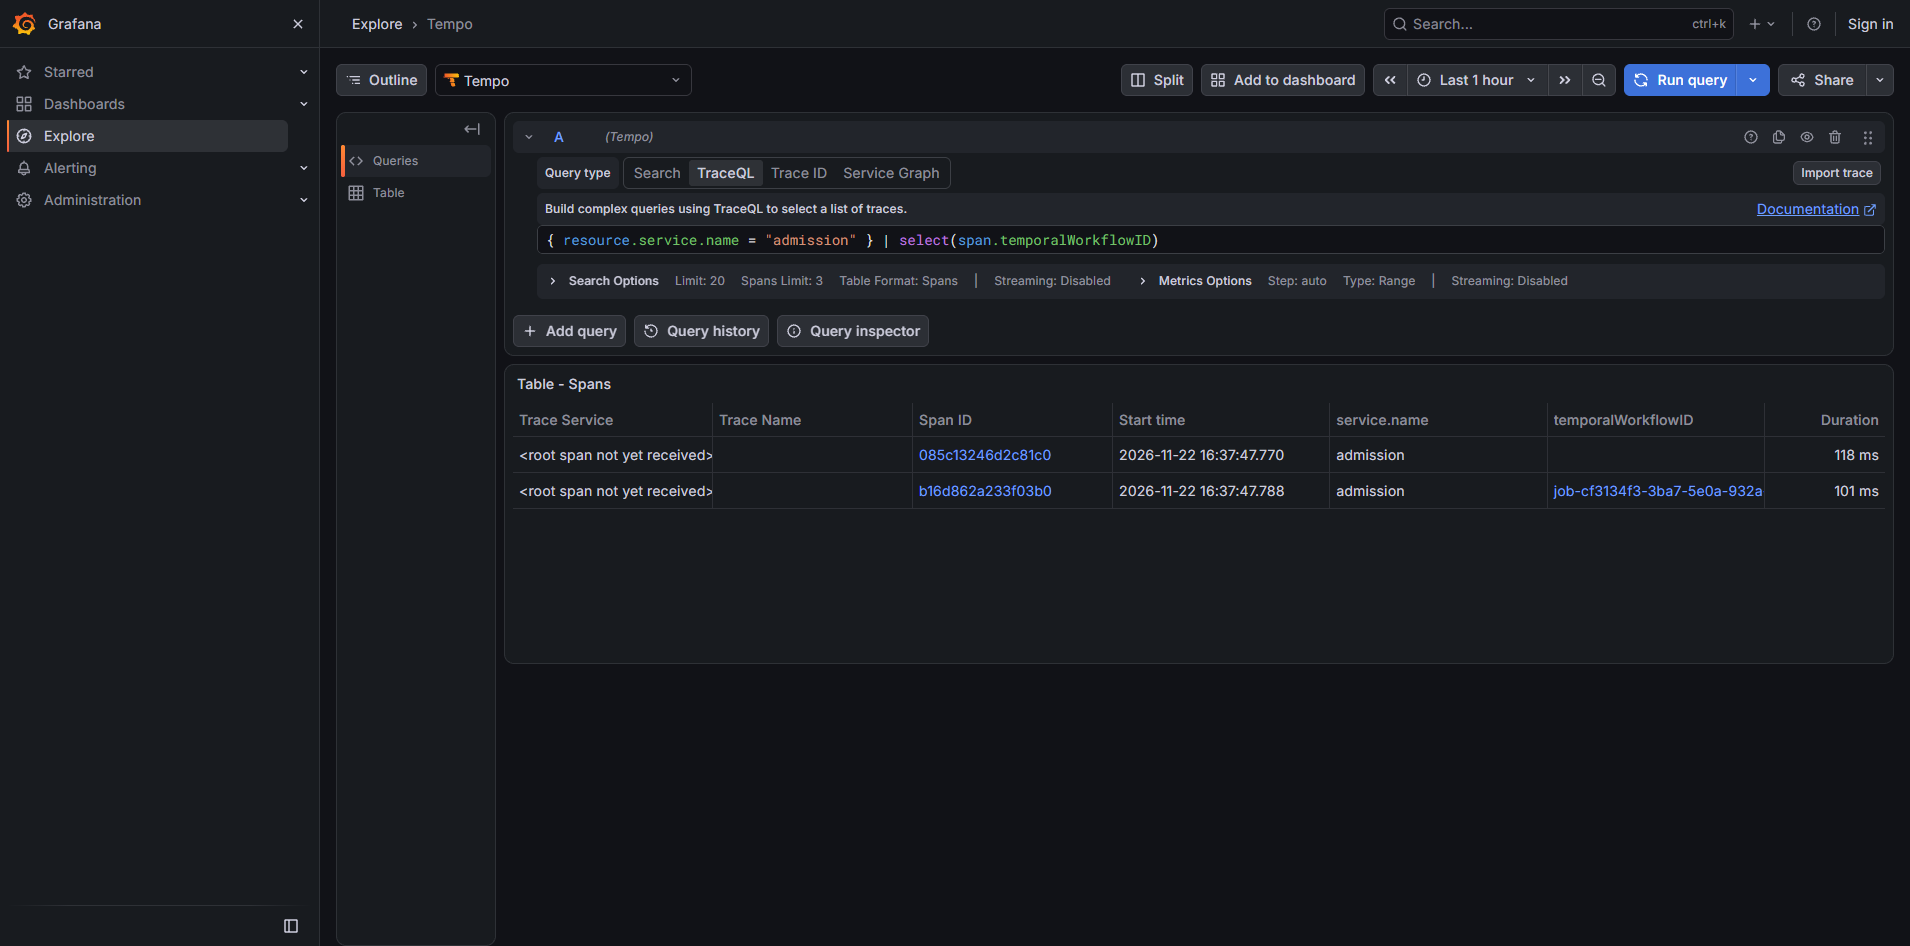 Grafana
Explore › Tempo
Search... ctrl+k
Sign in
Starred
Dashboards
Explore
Alerting
Administration
Outline
Tempo
Split
Add to dashboard
Last 1 hour
Run query
Share
Queries
Table
A (Tempo)
Query type Search TraceQL Trace ID Service Graph Import trace
Build complex queries using TraceQL to select a list of traces. Documentation
{ resource.service.name = "admission" } | select(span.temporalWorkflowID)
Search Options Limit: 20 Spans Limit: 3 Table Format: Spans | Streaming: Disabled Metrics Options Step: auto Type: Range | Streaming: Disabled
+ Add query Query history Query inspector
Table - Spans
Trace Service Trace Name Span ID Start time service.name temporalWorkflowID Duration
<root span not yet received> 085c13246d2c81c0 2026-11-22 16:37:47.770 admission 118 ms
<root span not yet received> b16d862a233f03b0 2026-11-22 16:37:47.788 admission job-cf3134f3-3ba7-5e0a-932a 101 ms